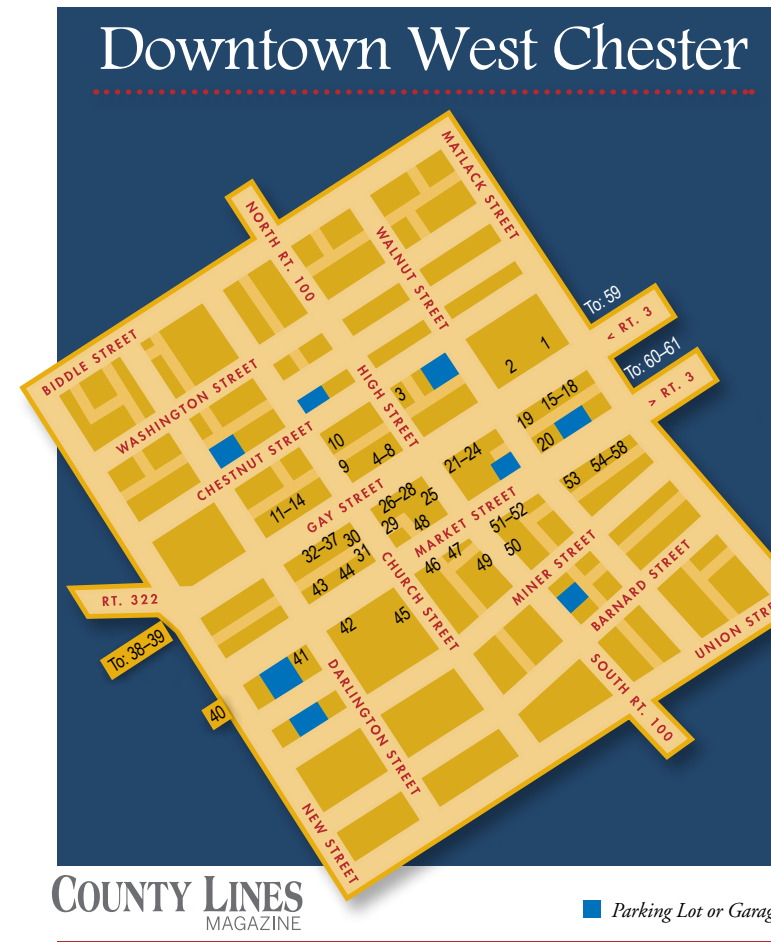 Downtown West Chester
MATLACK STREET
NORTH RT. 100
WALNUT STREET
To: 59
< RT. 3
BIDDLE STREET
To: 60–61
> RT. 3
WASHINGTON STREET
HIGH STREET
1
2
3
15–18
19
20
CHESTNUT STREET
10
9
4–8
21–24
53
54–58
11–14
GAY STREET
26–28
25
29
48
MARKET STREET
51–52
50
32–37
30
31
43
44
46
47
49
CHURCH STREET
MINER STREET
BARNARD STREET
RT. 322
42
45
UNION
To: 38–39
41
DARLINGTON STREET
SOUTH RT. 100
40
NEW STREET
COUNTY LINES
MAGAZINE
Parking Lot or